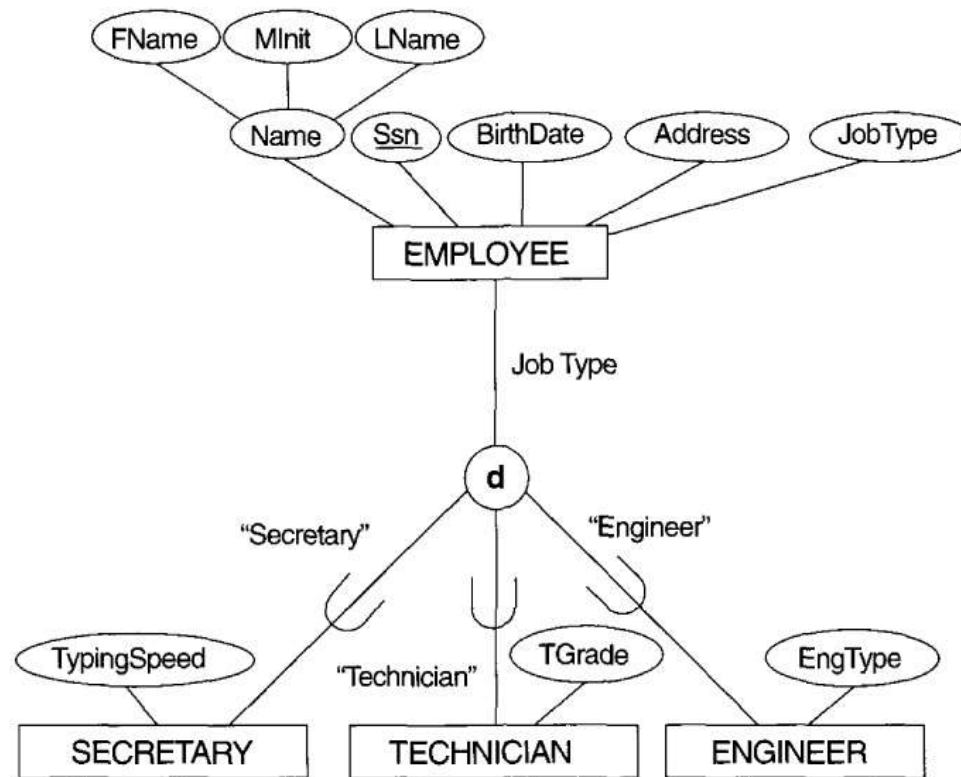 FName MInit LName
Name Ssn BirthDate Address JobType
EMPLOYEE
Job Type
d
“Secretary” “Engineer”
“Technician”
TypingSpeed TGrade EngType
SECRETARY TECHNICIAN ENGINEER